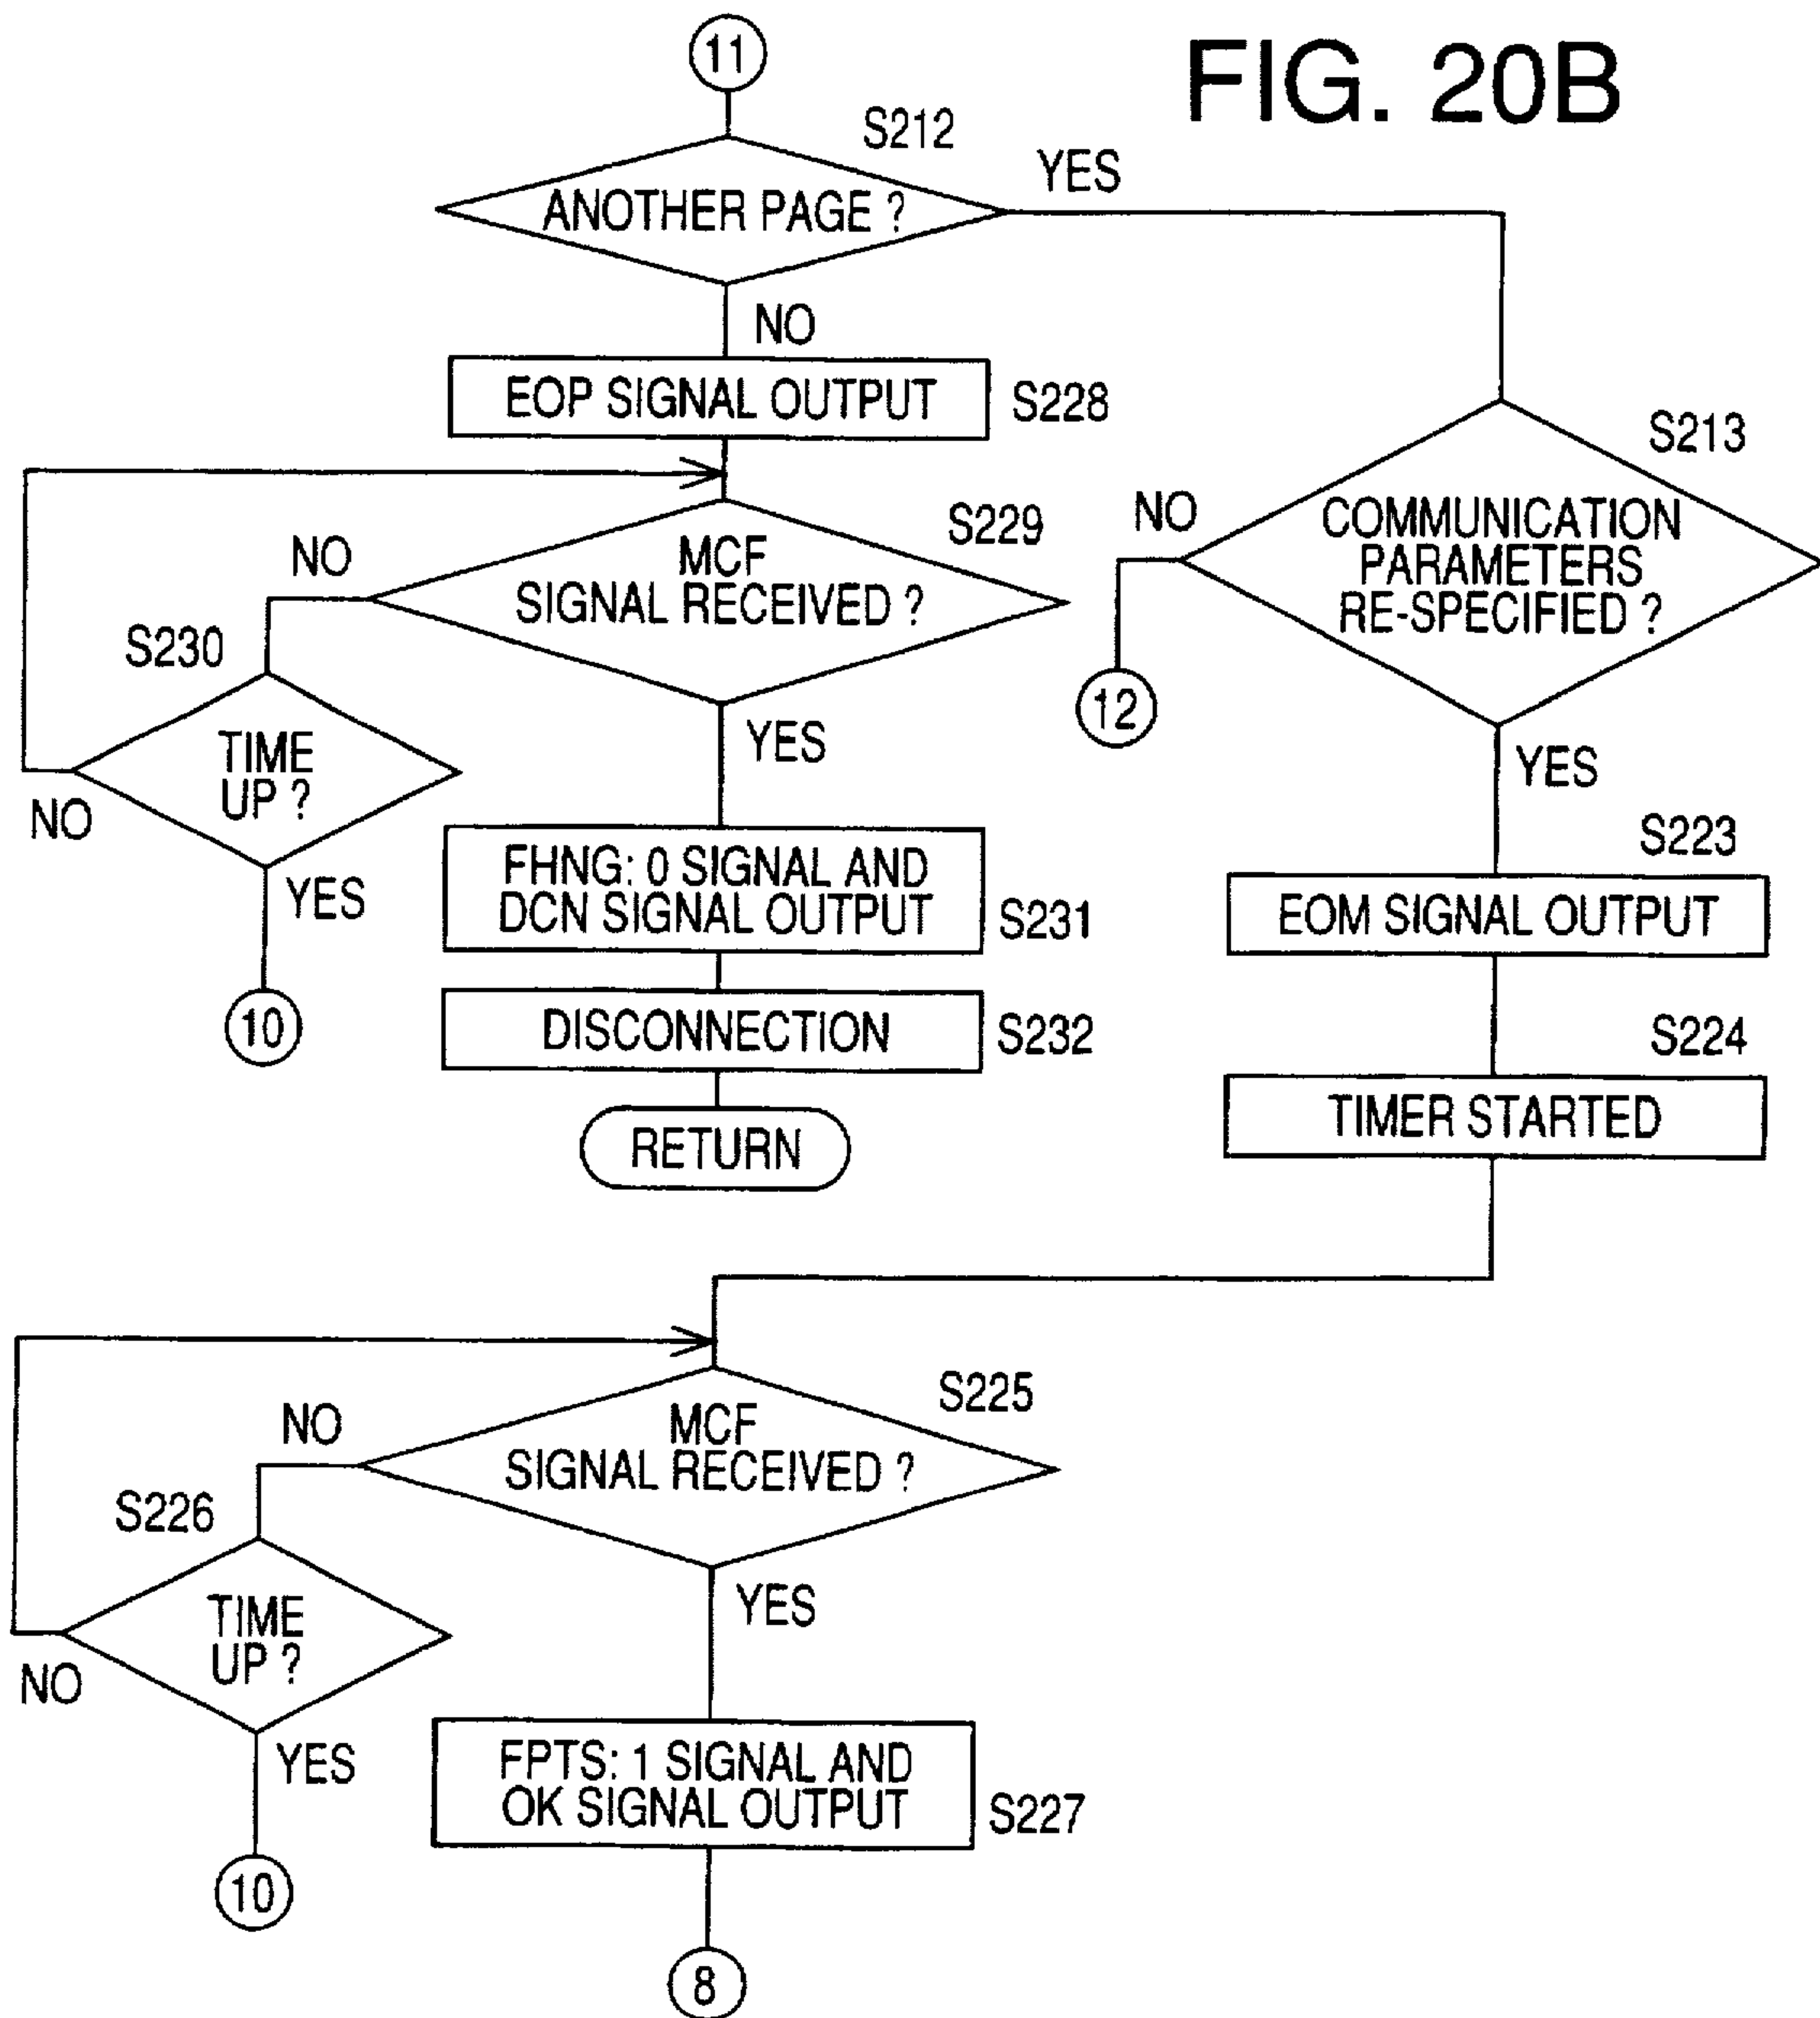 FIG. 20B
11
S212
ANOTHER PAGE ?
YES
NO
EOP SIGNAL OUTPUT
S228
S213
COMMUNICATION
PARAMETERS
RE-SPECIFIED ?
NO
12
YES
S229
MCF
SIGNAL RECEIVED ?
NO
S230
TIME
UP ?
NO
YES
10
YES
FHNG: 0 SIGNAL AND
DCN SIGNAL OUTPUT
S231
DISCONNECTION
S232
RETURN
S223
EOM SIGNAL OUTPUT
S224
TIMER STARTED
S225
MCF
SIGNAL RECEIVED ?
NO
S226
TIME
UP ?
NO
YES
10
YES
FPTS: 1 SIGNAL AND
OK SIGNAL OUTPUT
S227
8